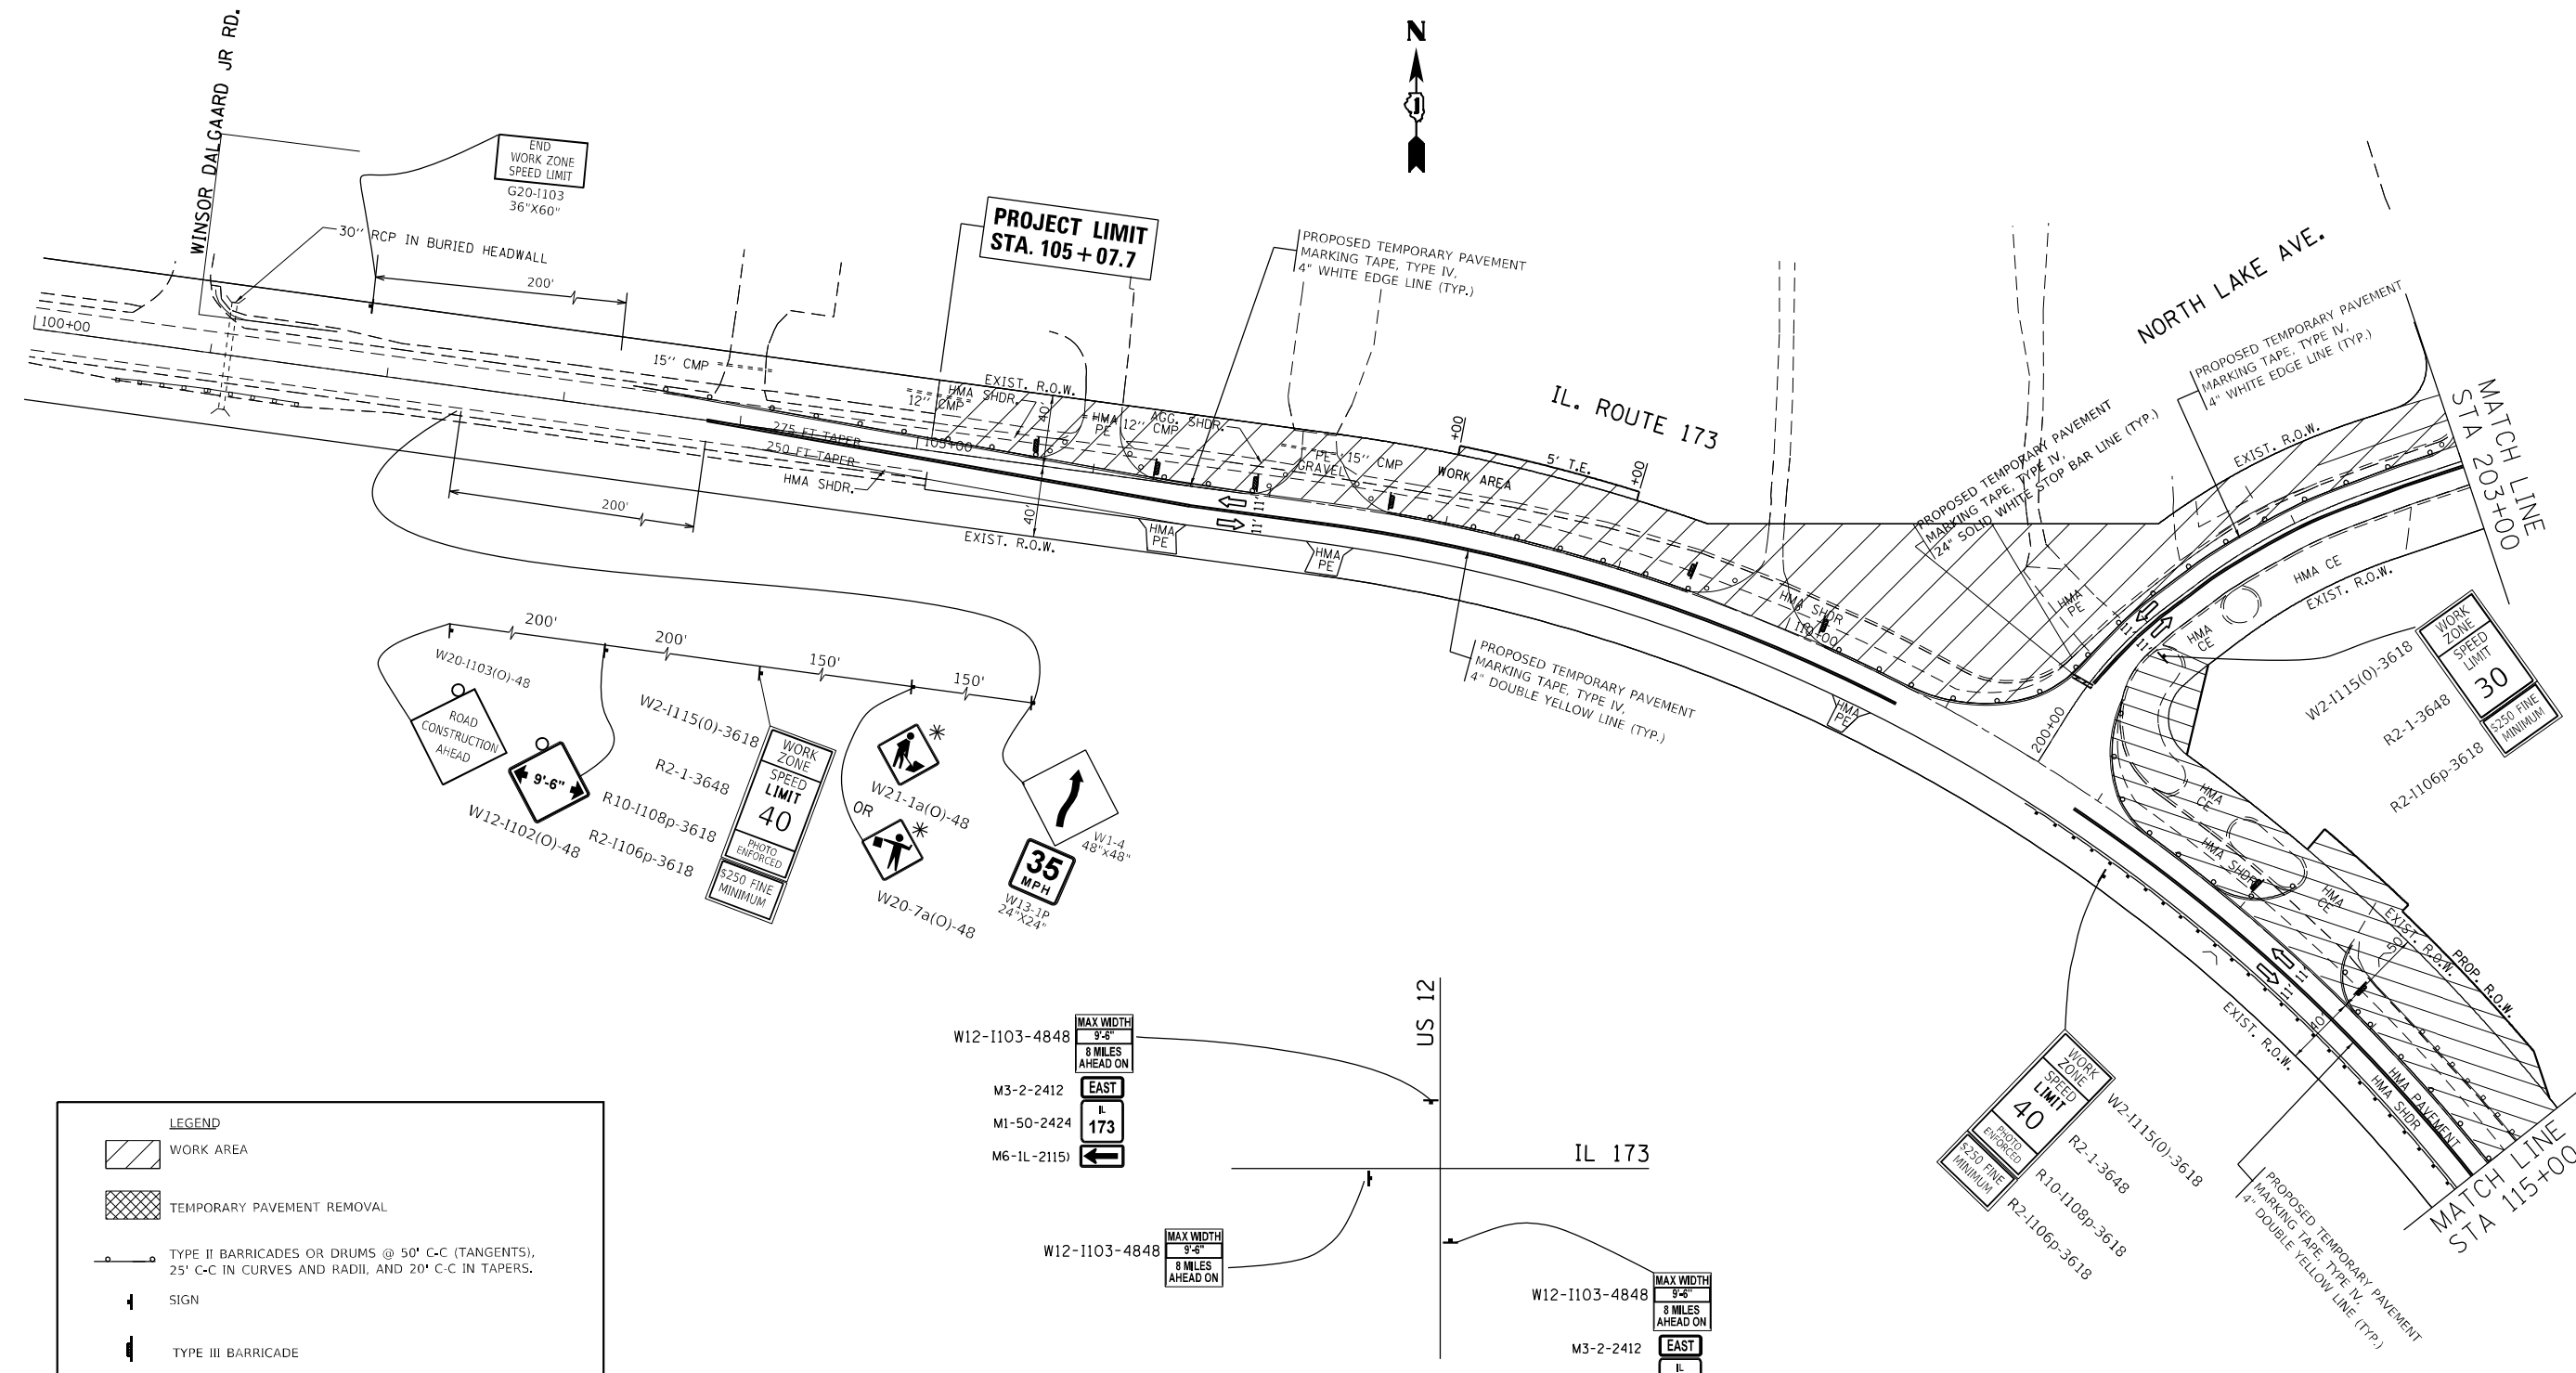 WINSOR DALGAARD JR RD.
END
WORK ZONE
SPEED LIMIT
G20-I103
36"X60"
30'' RCP IN BURIED HEADWALL
200'
100+00
N
PROJECT LIMIT
STA. 105+07.7
PROPOSED TEMPORARY PAVEMENT
MARKING TAPE, TYPE IV,
4" WHITE EDGE LINE (TYP.)
IL. ROUTE 173
NORTH LAKE AVE.
PROPOSED TEMPORARY PAVEMENT
MARKING TAPE, TYPE IV,
4" WHITE EDGE LINE (TYP.)
PROPOSED TEMPORARY PAVEMENT
MARKING TAPE, TYPE IV,
24" SOLID WHITE STOP BAR LINE (TYP.)
MATCH LINE
STA 203+00
15'' CMP
EXIST. R.O.W.
HMA SHDR.
12'' CMP
40'
HMA
PE
12'' CMP
AGG. SHDR.
275 FT TAPER
250 FT TAPER
105+00
HMA SHDR.
200'
PE
15'' CMP
GRAVEL
WORK AREA
+00
5' T.E.
+00
11'
11'
40'
EXIST. R.O.W.
HMA
PE
HMA
PE
HMA SHDR
110+00
HMA
PE
HMA
PE
EXIST. R.O.W.
HMA CE
EXIST. R.O.W.
11'
11'
HMA
CE
200+00
PROPOSED TEMPORARY PAVEMENT
MARKING TAPE, TYPE IV,
4" DOUBLE YELLOW LINE (TYP.)
WORK
ZONE
SPEED
LIMIT
30
$250 FINE
MINIMUM
W2-I115(0)-3618
R2-1-3648
R2-I106p-3618
200'
200'
150'
150'
W20-I103(O)-48
ROAD
CONSTRUCTION
AHEAD
9'-6"
W12-I102(O)-48
W2-I115(0)-3618
R2-1-3648
R10-I108p-3618
R2-I106p-3618
WORK
ZONE
SPEED
LIMIT
40
PHOTO
ENFORCED
$250 FINE
MINIMUM
W21-1a(O)-48
OR
W20-7a(O)-48
W1-4
48"x48"
35
MPH
W13-1P
24"X24"
HMA
CE
HMA SHDR
HMA
CE
EXIST. R.O.W.
PROP. R.O.W.
50'
11'
11'
40'
EXIST. R.O.W.
HMA PAVEMENT
HMA SHDR
MATCH LINE
STA 115+00
WORK
ZONE
SPEED
LIMIT
40
PHOTO
ENFORCED
$250 FINE
MINIMUM
W2-I115(0)-3618
R2-1-3648
R10-I108p-3618
R2-I106p-3618
PROPOSED TEMPORARY PAVEMENT
MARKING TAPE, TYPE IV,
4" DOUBLE YELLOW LINE (TYP.)
US 12
IL 173
W12-I103-4848
MAX WIDTH
9'-6"
8 MILES
AHEAD ON
M3-2-2412
EAST
M1-50-2424
IL
173
M6-1L-2115)
W12-I103-4848
MAX WIDTH
9'-6"
8 MILES
AHEAD ON
W12-I103-4848
MAX WIDTH
9'-6"
8 MILES
AHEAD ON
M3-2-2412
EAST
IL
LEGEND
WORK AREA
TEMPORARY PAVEMENT REMOVAL
TYPE II BARRICADES OR DRUMS @ 50' C-C (TANGENTS),
25' C-C IN CURVES AND RADII, AND 20' C-C IN TAPERS.
SIGN
TYPE III BARRICADE